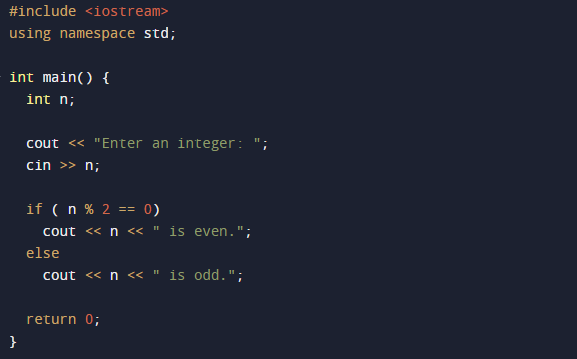 #include <iostream>
using namespace std;
int main() {
int n;
cout << "Enter an integer: ";
cin >> n;
if ( n % 2 == 0)
cout << n << " is even.";
else
cout << n << " is odd.";
return 0;
}